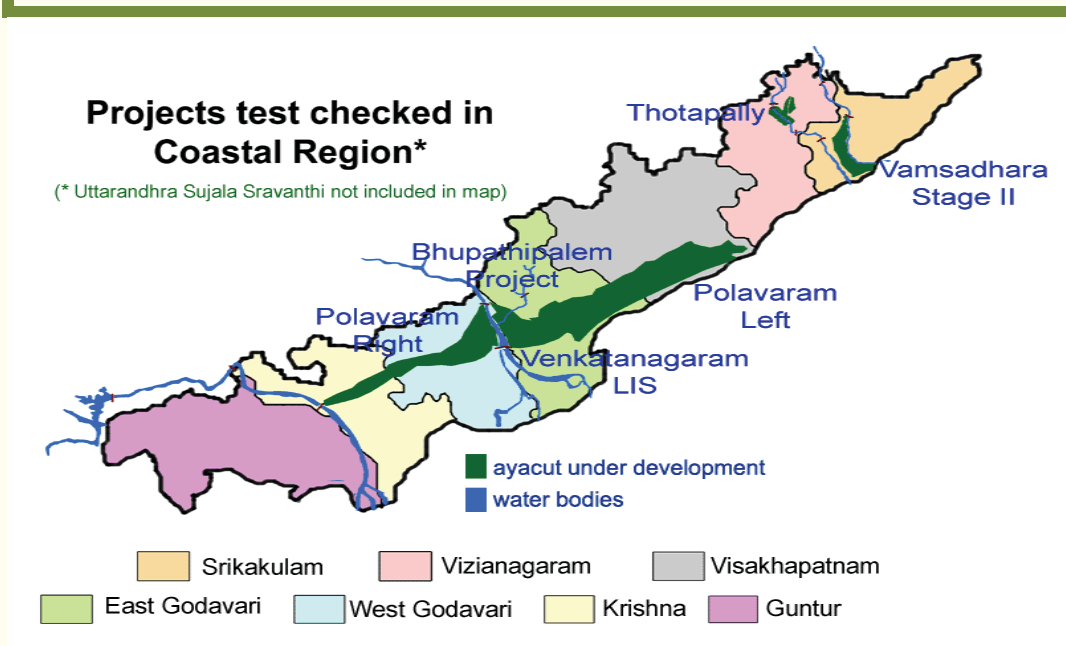 Projects test checked in
Coastal Region*
(* Uttarandhra Sujala Sravanthi not included in map)
Thotapally
Vamsadhara
Stage II
Bhupathipalem
Project
Polavaram
Left
Polavaram
Right
Venkatanagaram
LIS
ayacut under development
water bodies
Srikakulam
Vizianagaram
Visakhapatnam
East Godavari
West Godavari
Krishna
Guntur